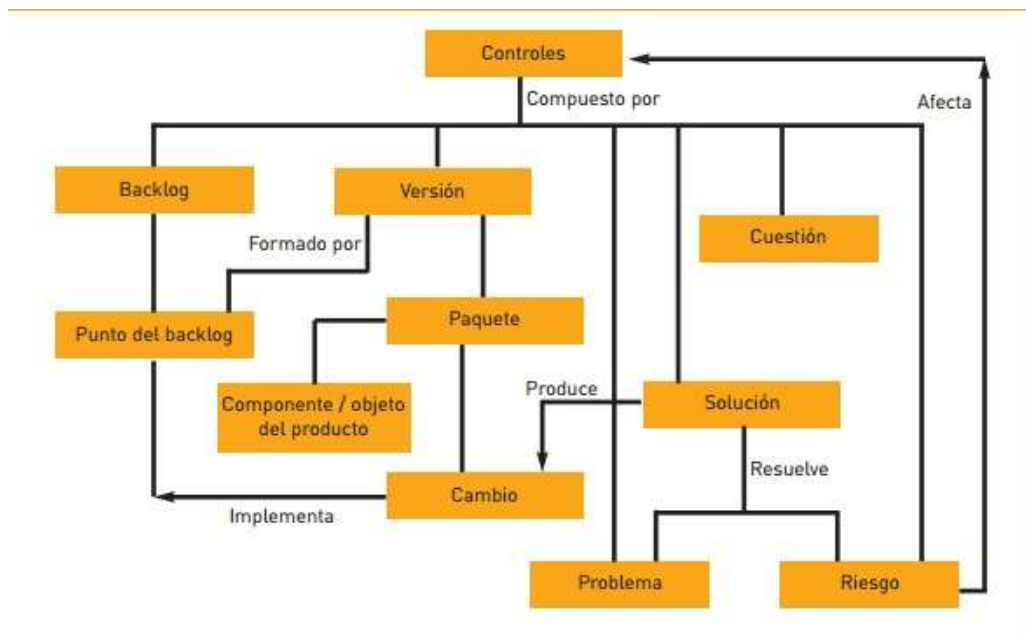 Controles
Compuesto por
Afecta
Backlog
Versión
Formado por
Cuestión
Punto del backlog
Paquete
Componente / objeto
del producto
Produce
Solución
Resuelve
Cambio
Implementa
Problema
Riesgo